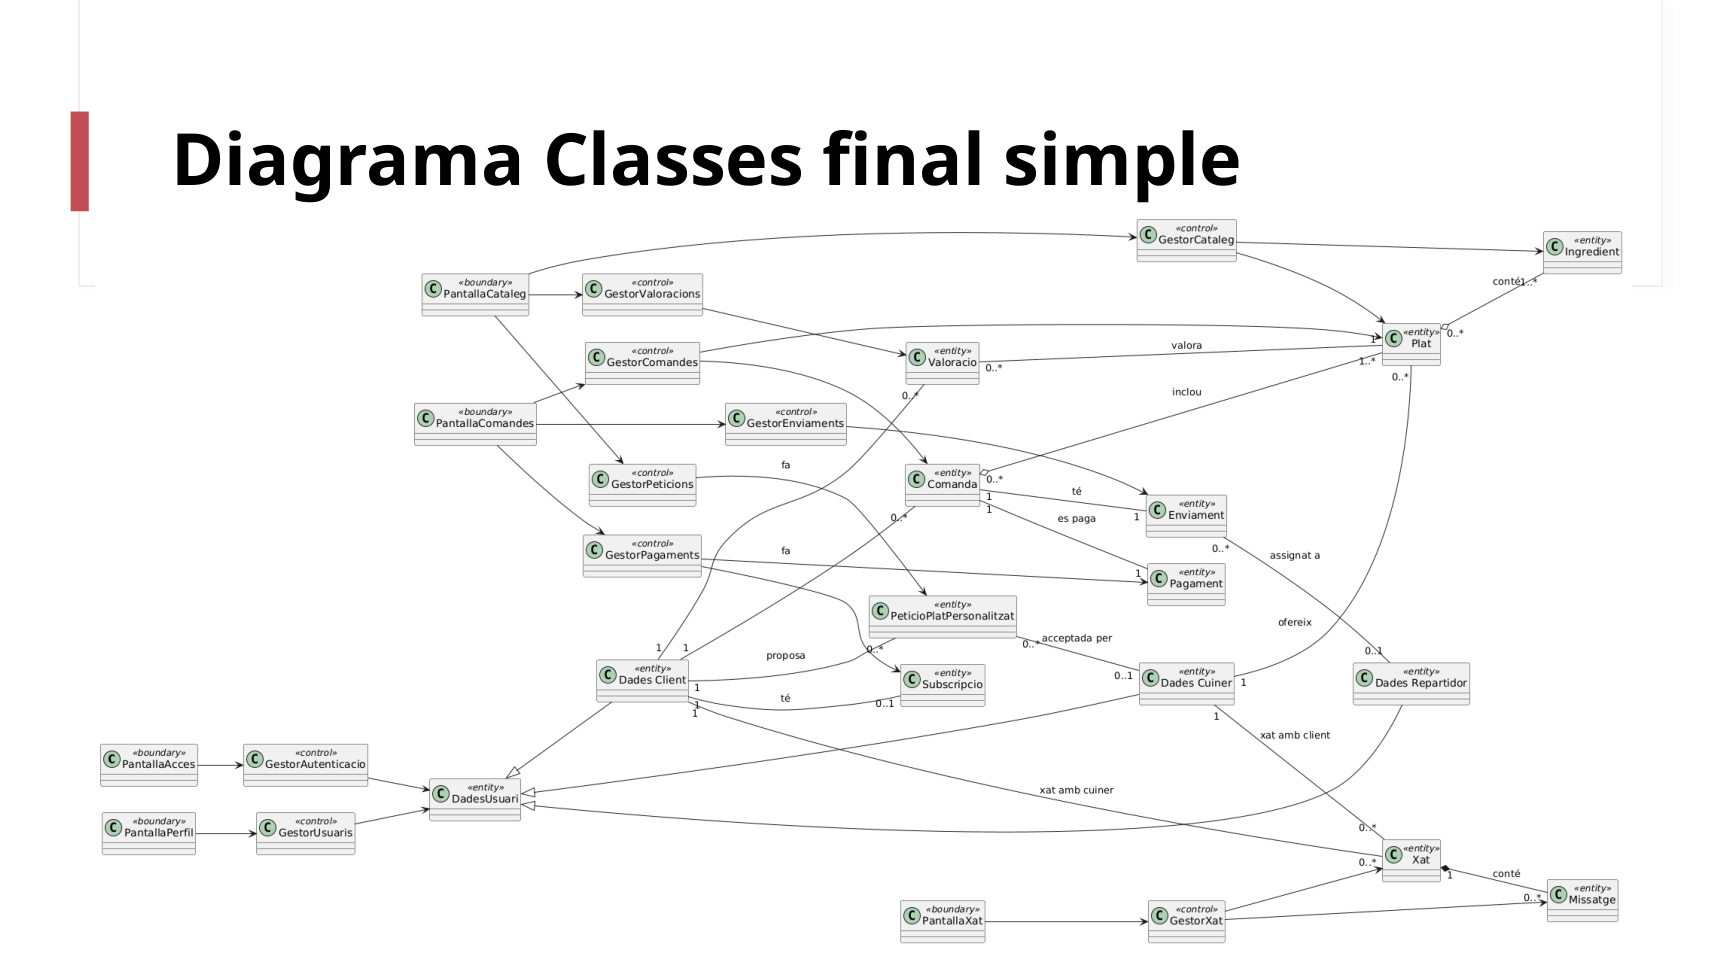 Diagrama Classes final simple
«control»
C GestorCataleg
«entity»
C Ingredient
conté
1..*
0..*
«boundary»
C PantallaCataleg
«control»
C GestorValoracions
«entity»
C Plat
1
1..*
0..*
«control»
C GestorComandes
«entity»
C Valoracio
0..*
valora
0..*
inclou
«boundary»
C PantallaComandes
«control»
C GestorEnviaments
fa
«control»
C GestorPeticions
«entity»
C Comanda
0..*
1
1
0..*
té
1
es paga
1
«entity»
C Enviament
0..*
assignat a
«control»
C GestorPagaments
fa
«entity»
C Pagament
«entity»
C PeticioPlatPersonalitzat
0..*
acceptada per
0..*
ofereix
0..1
1
1
«entity»
C Dades Client
proposa
1
té
1
1
«entity»
C Subscripcio
0..1
0..1
«entity»
C Dades Cuiner
1
1
«entity»
C Dades Repartidor
xat amb client
«boundary»
C PantallaAcces
«control»
C GestorAutenticacio
«entity»
C DadesUsuari
xat amb cuiner
«boundary»
C PantallaPerfil
«control»
C GestorUsuaris
0..*
0..*
«entity»
C Xat
1
conté
0..*
«entity»
C Missatge
«boundary»
C PantallaXat
«control»
C GestorXat